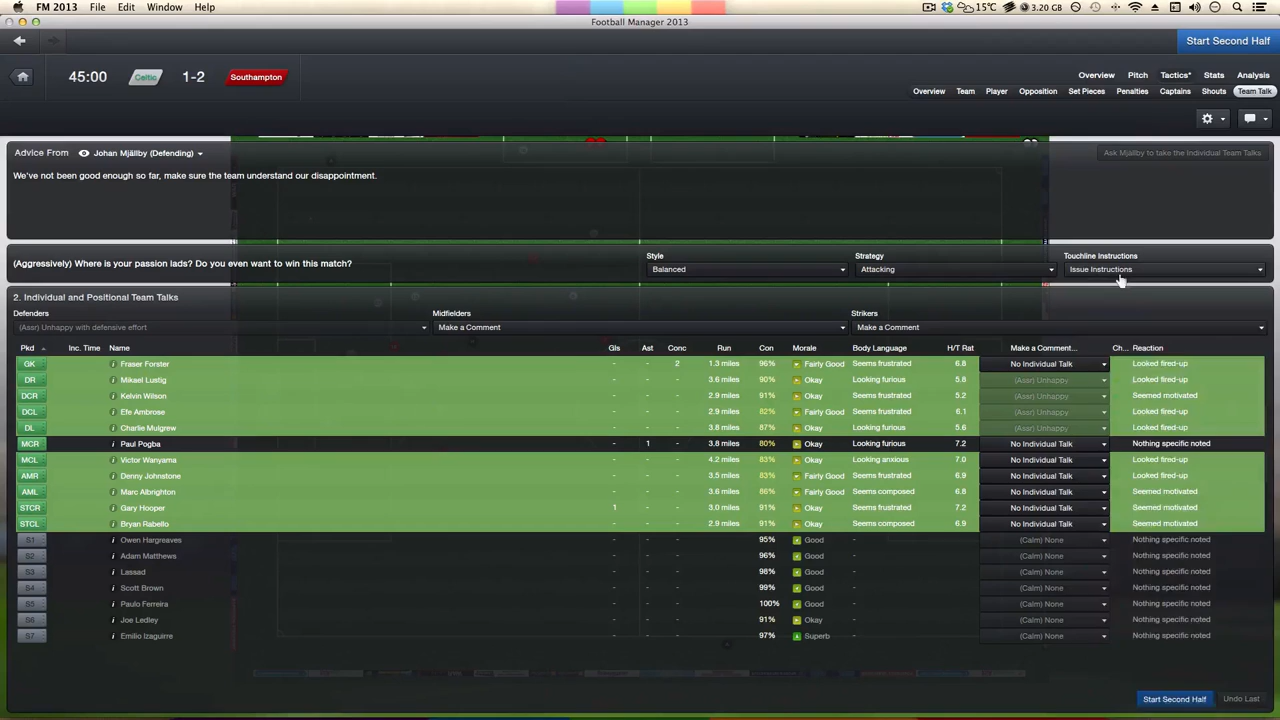 FM 2013 File Edit Window Help 15°C 3.20 GB
Football Manager 2013
Start Second Half
45:00 Celtic 1-2 Southampton
Overview Pitch Tactics* Stats Analysis
Overview Team Player Opposition Set Pieces Penalties Captains Shouts Team Talk
Advice From Johan Mjällby (Defending) Ask Mjällby to take the Individual Team Talks
We've not been good enough so far, make sure the team understand our disappointment.
Style Strategy Touchline Instructions
(Aggressively) Where is your passion lads? Do you even want to win this match? Balanced Attacking Issue Instructions
2. Individual and Positional Team Talks
Defenders Midfielders Strikers
(Assr) Unhappy with defensive effort Make a Comment Make a Comment
Pkd Inc. Time Name Gls Ast Conc Run Con Morale Body Language H/T Rat Make a Comment... Ch... Reaction
GK i Fraser Forster - - 2 1.3 miles 96% Fairly Good Seems frustrated 6.8 No Individual Talk Looked fired-up
DR i Mikael Lustig - - - 3.6 miles 90% Okay Looking furious 5.8 (Assr) Unhappy Looked fired-up
DCR i Kelvin Wilson - - - 2.9 miles 91% Okay Seems frustrated 5.2 (Assr) Unhappy Seemed motivated
DCL i Efe Ambrose - - - 2.9 miles 82% Fairly Good Seems frustrated 6.1 (Assr) Unhappy Looked fired-up
DL i Charlie Mulgrew - - - 3.8 miles 87% Okay Looking furious 5.6 (Assr) Unhappy Looked fired-up
MCR i Paul Pogba - 1 - 3.8 miles 80% Okay Looking furious 7.2 No Individual Talk Nothing specific noted
MCL i Victor Wanyama - - - 4.2 miles 83% Okay Looking anxious 7.0 No Individual Talk Looked fired-up
AMR i Denny Johnstone - - - 3.5 miles 83% Fairly Good Seems frustrated 6.9 No Individual Talk Looked fired-up
AML i Marc Albrighton - - - 3.6 miles 86% Fairly Good Seems composed 6.8 No Individual Talk Seemed motivated
STCR i Gary Hooper 1 - - 3.0 miles 91% Okay Seems frustrated 7.2 No Individual Talk Seemed motivated
STCL i Bryan Rabello - - - 2.9 miles 91% Okay Seems composed 6.9 No Individual Talk Seemed motivated
S1 i Owen Hargreaves - - - - 95% Good - - (Calm) None Nothing specific noted
S2 i Adam Matthews - - - - 96% Good - - (Calm) None Nothing specific noted
S3 i Lassad - - - - 98% Good - - (Calm) None Nothing specific noted
S4 i Scott Brown - - - - 99% Good - - (Calm) None Nothing specific noted
S5 i Paulo Ferreira - - - - 100% Good - - (Calm) None Nothing specific noted
S6 i Joe Ledley - - - - 91% Okay - - (Calm) None Nothing specific noted
S7 i Emilio Izaguirre - - - - 97% Superb - - (Calm) None Nothing specific noted
Start Second Half Undo Last